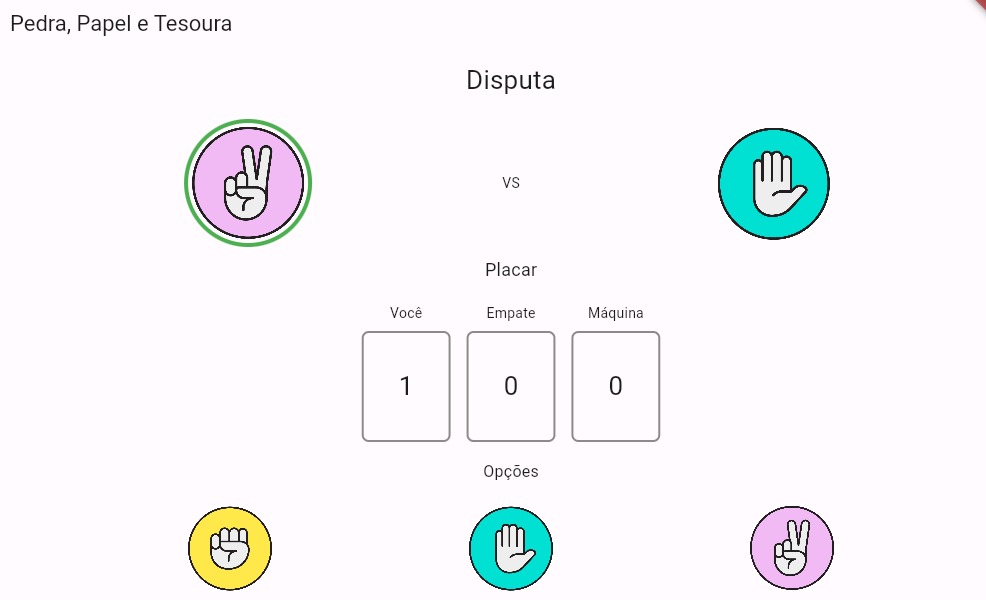 Pedra, Papel e Tesoura
Disputa
VS
Placar
Você Empate Máquina
1 0 0
Opções